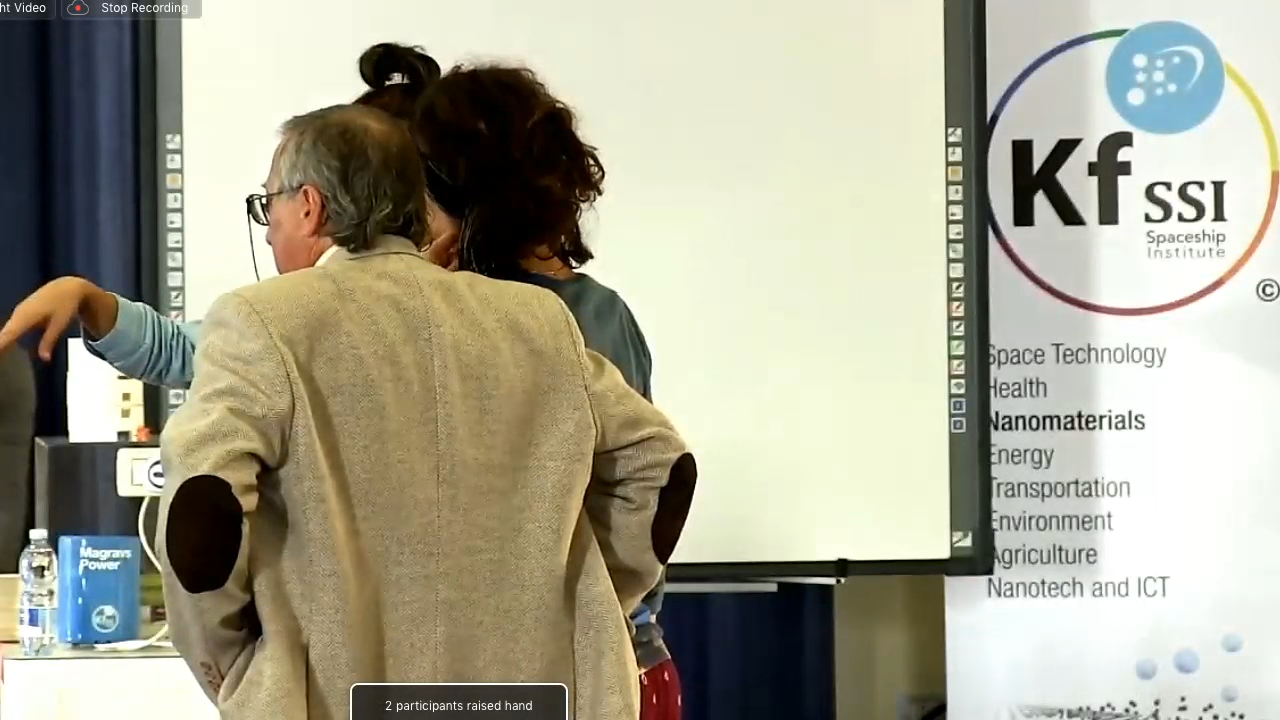 ht Video
Stop Recording
Kf SSI
Spaceship
Institute
©
Space Technology
Health
Nanomaterials
Energy
Transportation
Environment
Agriculture
Nanotech and ICT
Magravs
Power
2 participants raised hand